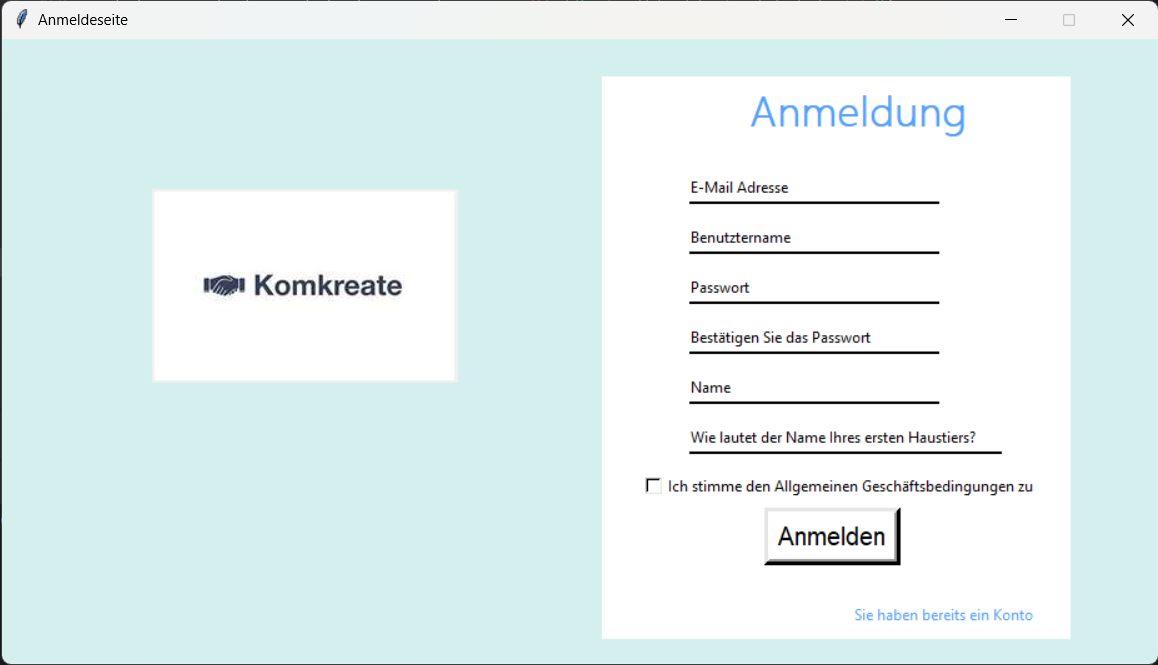 Anmeldeseite
Komkreate
Anmeldung
E-Mail Adresse
Benutztername
Passwort
Bestätigen Sie das Passwort
Name
Wie lautet der Name Ihres ersten Haustiers?
Ich stimme den Allgemeinen Geschäftsbedingungen zu
Anmelden
Sie haben bereits ein Konto